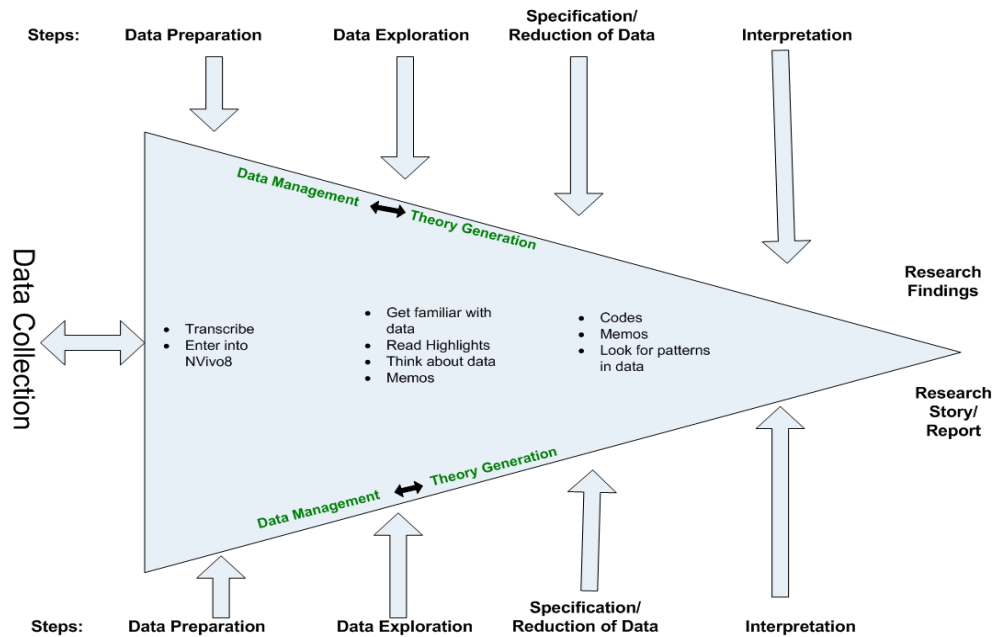 Steps: Data Preparation Data Exploration Specification/
Reduction of Data Interpretation
Data Management Theory Generation
Data Collection
• Transcribe
• Enter into
NVivo8
• Get familiar with
data
• Read Highlights
• Think about data
• Memos
• Codes
• Memos
• Look for patterns
in data
Research
Findings
Research
Story/
Report
Data Management Theory Generation
Steps: Data Preparation Data Exploration Specification/
Reduction of Data Interpretation